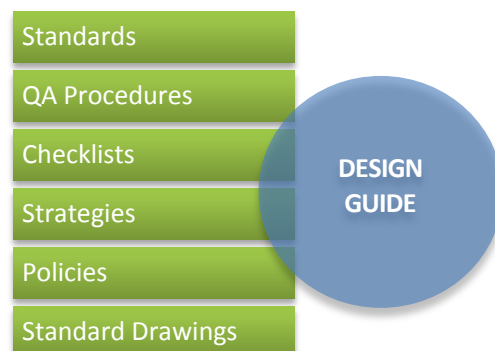 Standards
QA Procedures
Checklists
Strategies
Policies
Standard Drawings
DESIGN
GUIDE